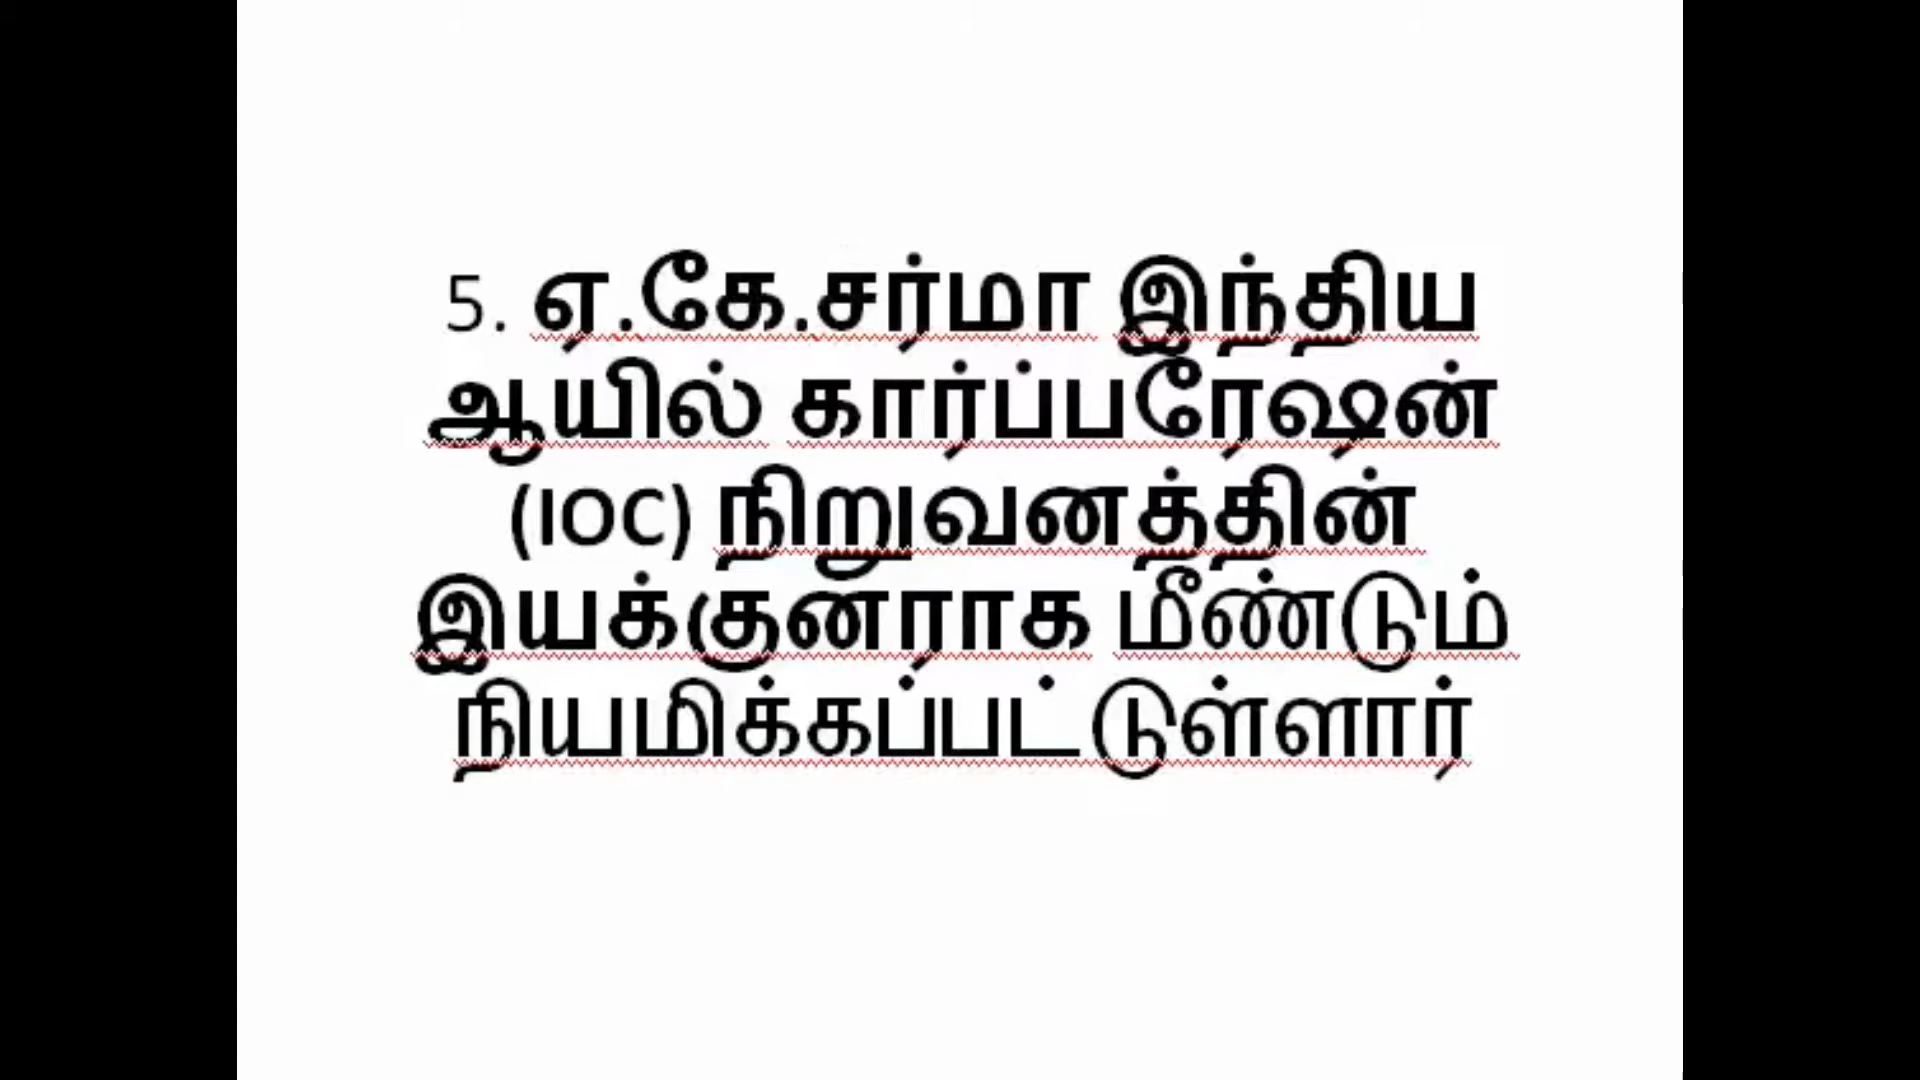 5. ஏ.கே.சர்மா இந்திய
ஆயில் கார்ப்பரேஷன்
(IOC) நிறுவனத்தின்
இயக்குனராக மீண்டும்
நியமிக்கப்பட்டுள்ளார்